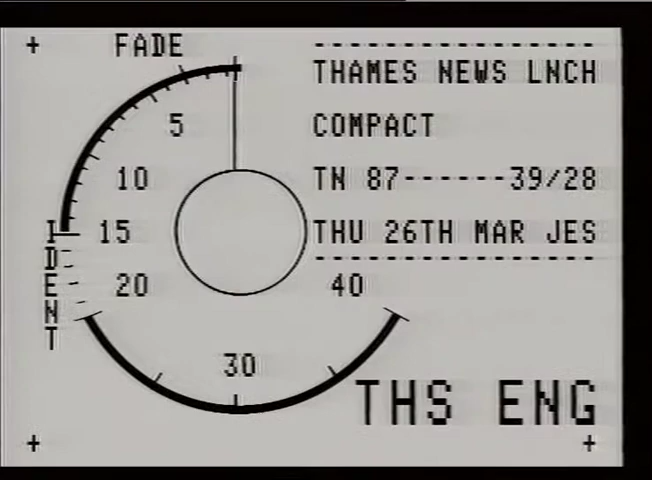 FADE
THAMES NEWS LNCH
COMPACT
TN 87------39/28
THU 26TH MAR JES
5
10
15
20
30
40
IDENT
THS ENG